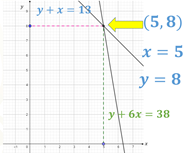 y + x = 13
(5, 8)
x = 5
y = 8
y + 6x = 38